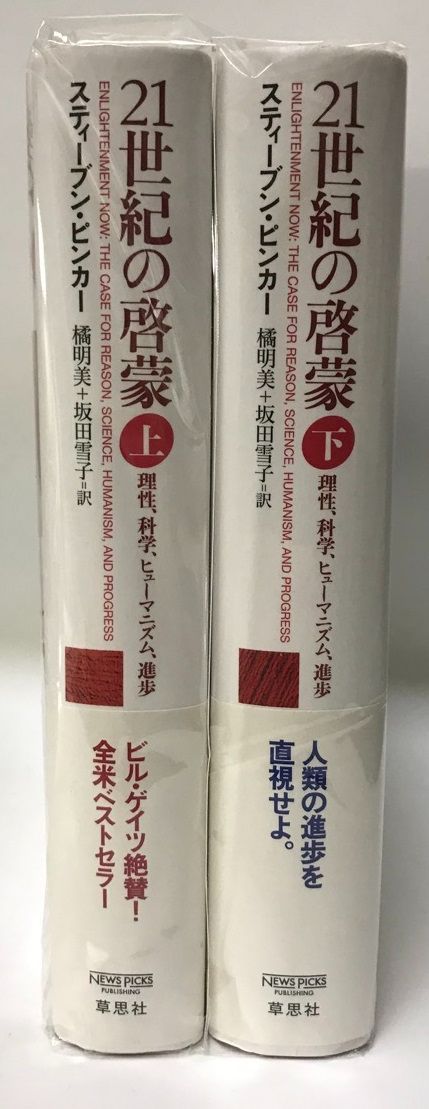 21世紀の啓蒙 上 理性、科学、ヒューマニズム、進歩
ENLIGHTENMENT NOW: THE CASE FOR REASON, SCIENCE, HUMANISM, AND PROGRESS
スティーブン・ピンカー 橘明美+坂田雪子=訳
ビル・ゲイツ絶賛!
全米ベストセラー
NEWS PICKS
PUBLISHING
草思社
21世紀の啓蒙 下 理性、科学、ヒューマニズム、進歩
ENLIGHTENMENT NOW: THE CASE FOR REASON, SCIENCE, HUMANISM, AND PROGRESS
スティーブン・ピンカー 橘明美+坂田雪子=訳
人類の進歩を
直視せよ。
NEWS PICKS
PUBLISHING
草思社